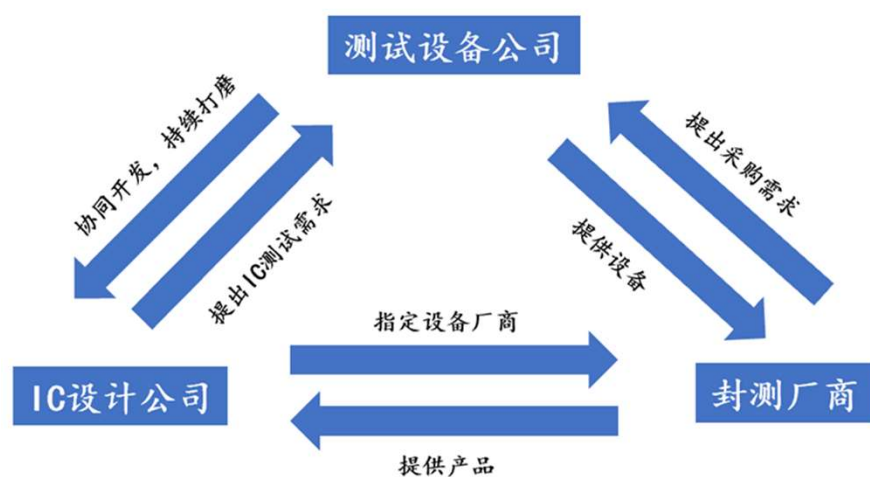 测试设备公司
协同开发，持续打磨
提出IC测试需求
提出采购需求
提供设备
指定设备厂商
IC设计公司
封测厂商
提供产品